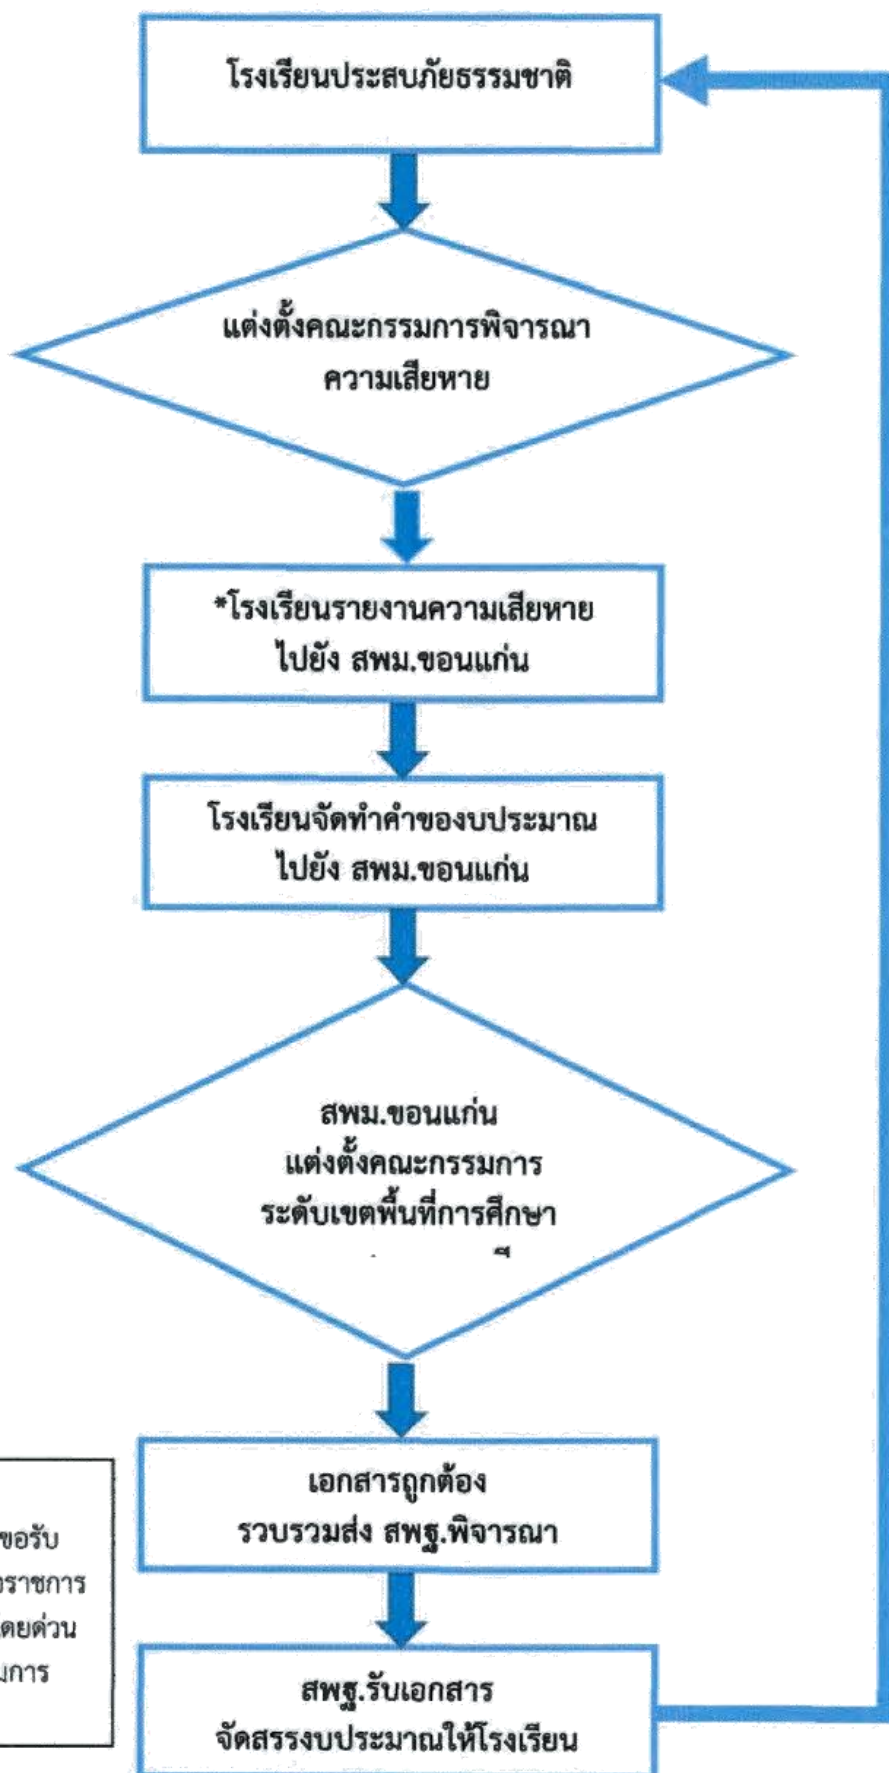 โรงเรียนประสบภัยธรรมชาติ
แต่งตั้งคณะกรรมการพิจารณา
ความเสียหาย
*โรงเรียนรายงานความเสียหาย
ไปยัง สพม.ขอนแก่น
โรงเรียนจัดทำคำของบประมาณ
ไปยัง สพม.ขอนแก่น
สพม.ขอนแก่น
แต่งตั้งคณะกรรมการ
ระดับเขตพื้นที่การศึกษา
เอกสารถูกต้อง
รวบรวมส่ง สพฐ.พิจารณา
ขอรับ
ราชการ
โดยด่วน
การ
สพฐ.รับเอกสาร
จัดสรรงบประมาณให้โรงเรียน